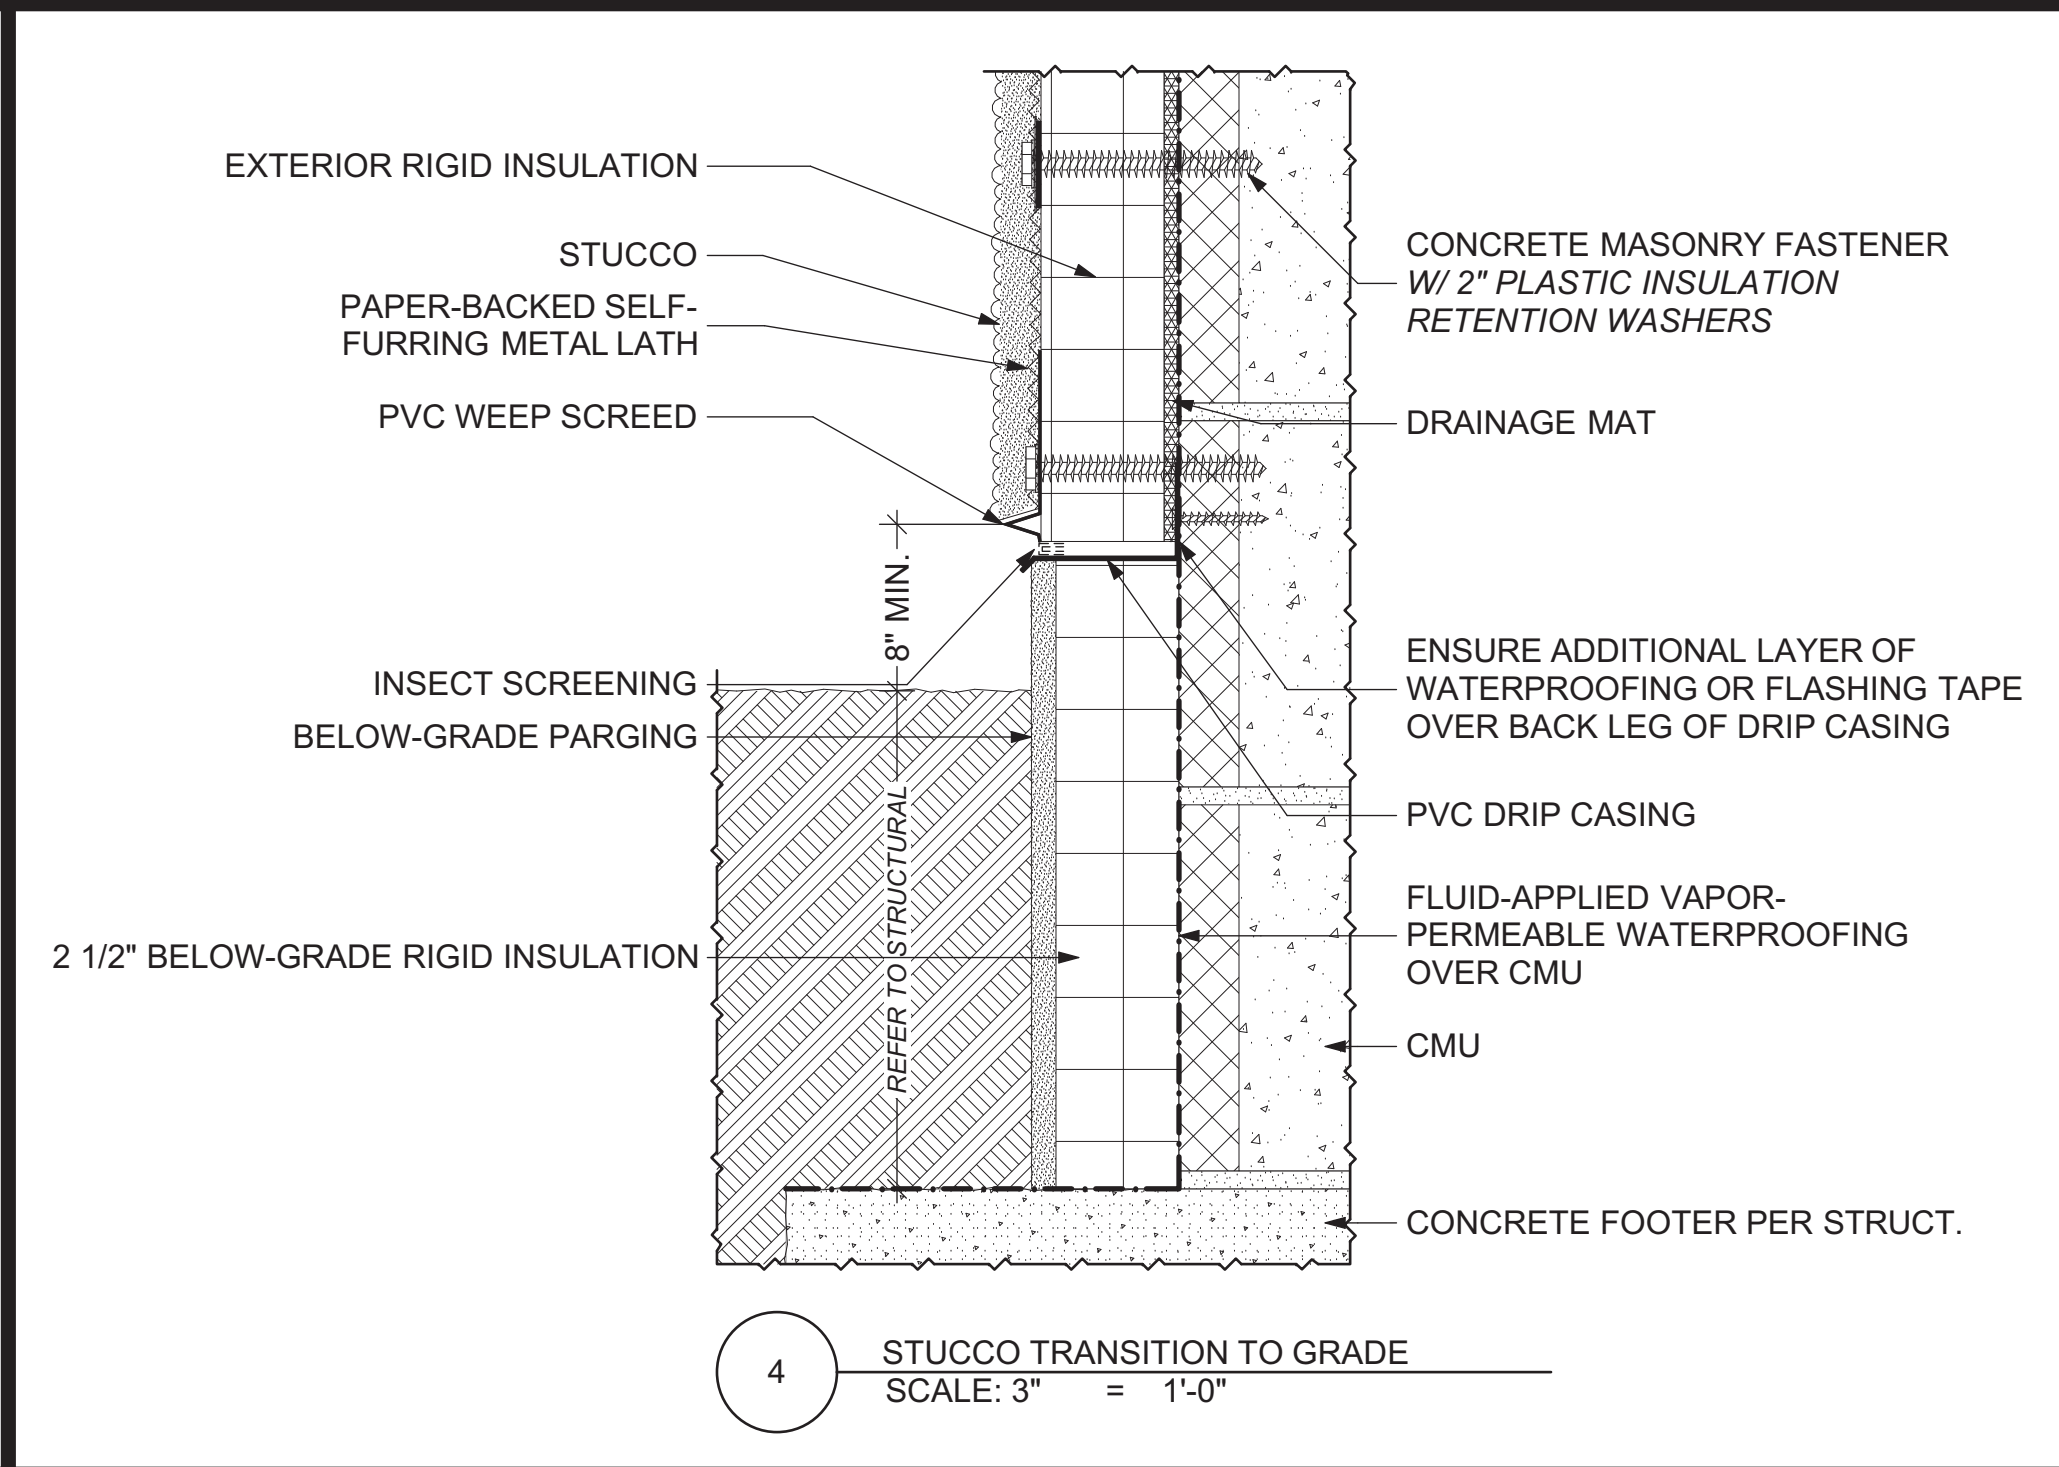 EXTERIOR RIGID INSULATION
STUCCO
PAPER-BACKED SELF-
FURRING METAL LATH
PVC WEEP SCREED
8" MIN.
INSECT SCREENING
BELOW-GRADE PARGING
REFER TO STRUCTURAL
2 1/2" BELOW-GRADE RIGID INSULATION
CONCRETE MASONRY FASTENER
W/ 2" PLASTIC INSULATION
RETENTION WASHERS
DRAINAGE MAT
ENSURE ADDITIONAL LAYER OF
WATERPROOFING OR FLASHING TAPE
OVER BACK LEG OF DRIP CASING
PVC DRIP CASING
FLUID-APPLIED VAPOR-
PERMEABLE WATERPROOFING
OVER CMU
CMU
CONCRETE FOOTER PER STRUCT.
4
STUCCO TRANSITION TO GRADE
SCALE: 3" = 1'-0"